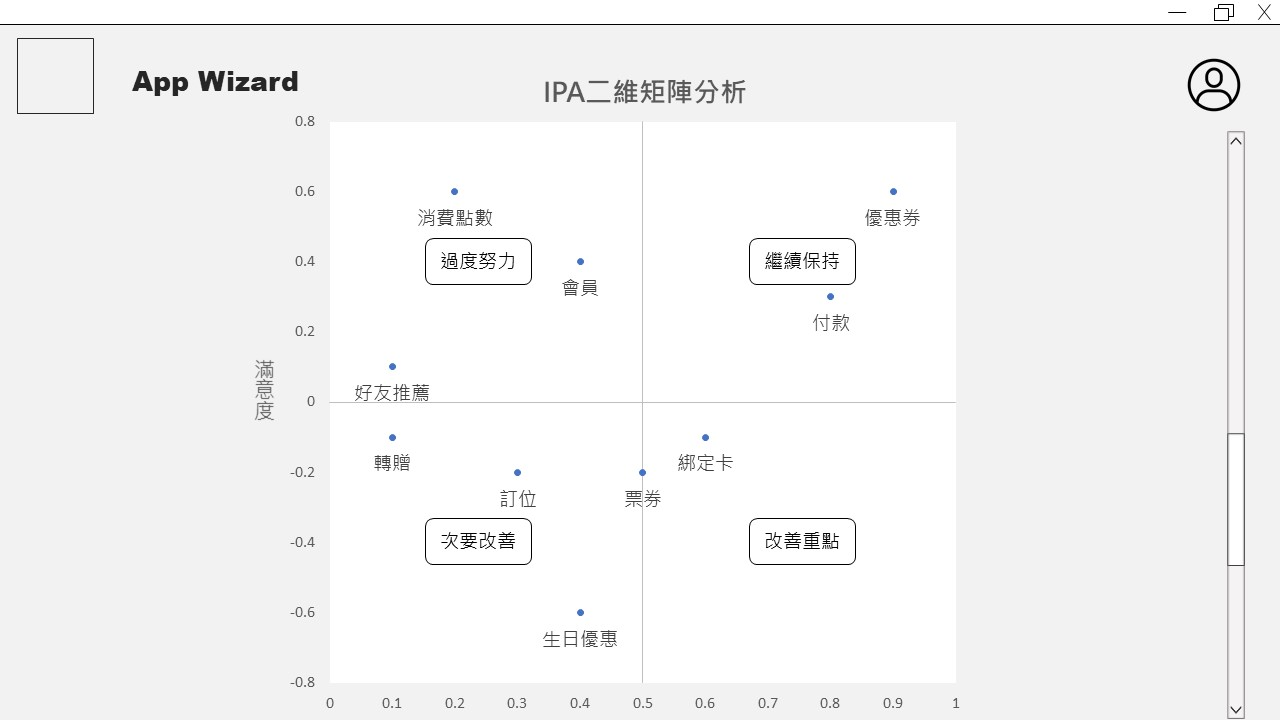 App Wizard
IPA二維矩陣分析
0.8
0.6
消費點數
優惠券
過度努力
繼續保持
0.4
會員
付款
0.2
滿意度
好友推薦
0
轉贈
綁定卡
-0.2
訂位
票券
次要改善
改善重點
-0.4
-0.6
生日優惠
-0.8
0 0.1 0.2 0.3 0.4 0.5 0.6 0.7 0.8 0.9 1